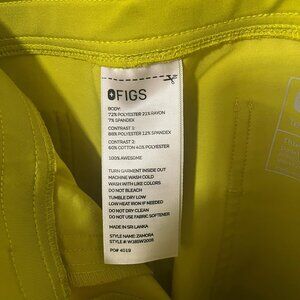 FIGS
BODY:
72% POLYESTER 21% RAYON
7% SPANDEX
CONTRAST 1:
88% POLYESTER 12% SPANDEX
CONTRAST 2:
60% COTTON 40% POLYESTER
100% AWESOME
TURN GARMENT INSIDE OUT
MACHINE WASH COLD
WASH WITH LIKE COLORS
DO NOT BLEACH
TUMBLE DRY LOW
LOW HEAT IRON IF NEEDED
DO NOT DRY CLEAN
DO NOT USE FABRIC SOFTENER
MADE IN SRI LANKA
STYLE NAME: ZAMORA
STYLE #:W38SW2005
PO# 4019